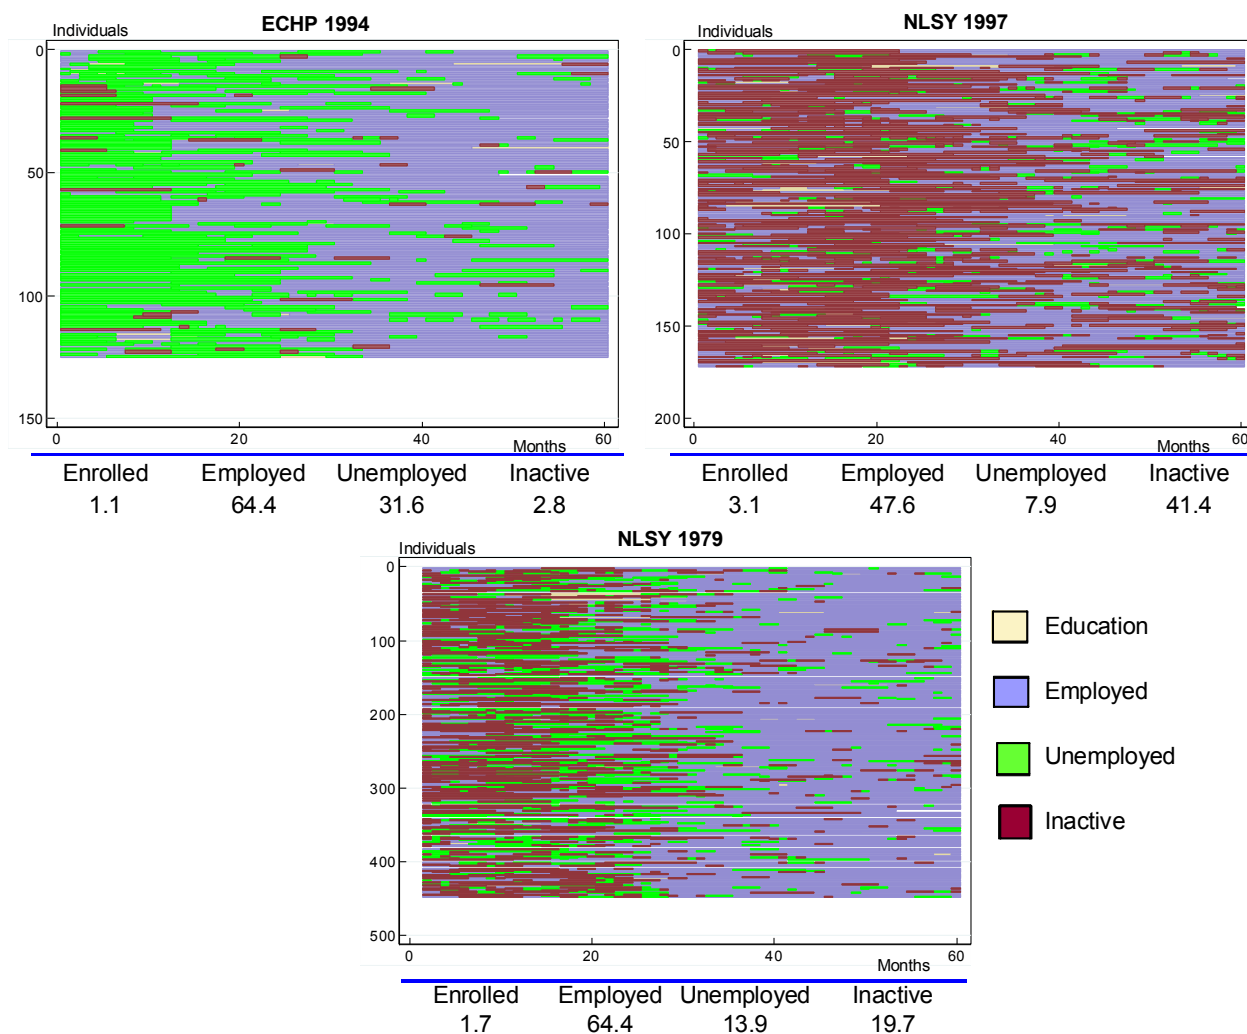 ECHP 1994
Individuals
0
50
100
150
0 20 40 60
Months
Enrolled Employed Unemployed Inactive
1.1 64.4 31.6 2.8
NLSY 1997
Individuals
0
50
100
150
200
0 20 40 60
Months
Enrolled Employed Unemployed Inactive
3.1 47.6 7.9 41.4
NLSY 1979
Individuals
0
100
200
300
400
500
0 20 40 60
Months
Enrolled Employed Unemployed Inactive
1.7 64.4 13.9 19.7
Education
Employed
Unemployed
Inactive